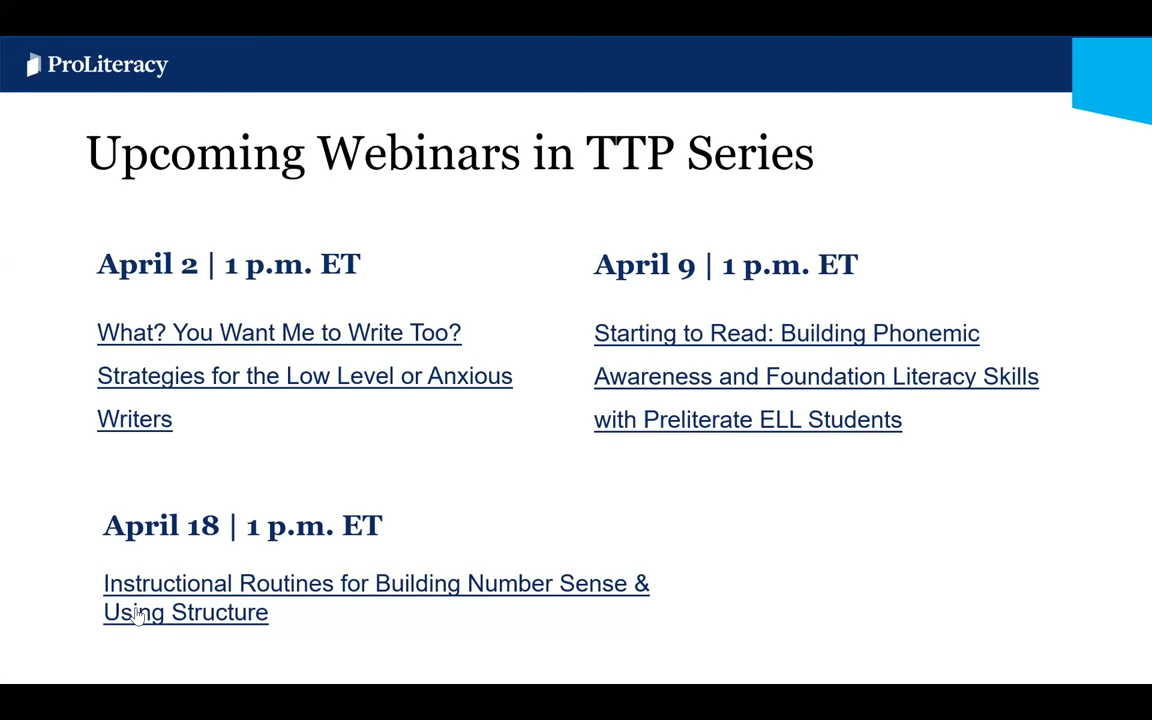 ProLiteracy
Upcoming Webinars in TTP Series
April 2 | 1 p.m. ET
What? You Want Me to Write Too?
Strategies for the Low Level or Anxious
Writers
April 9 | 1 p.m. ET
Starting to Read: Building Phonemic
Awareness and Foundation Literacy Skills
with Preliterate ELL Students
April 18 | 1 p.m. ET
Instructional Routines for Building Number Sense &
Using Structure